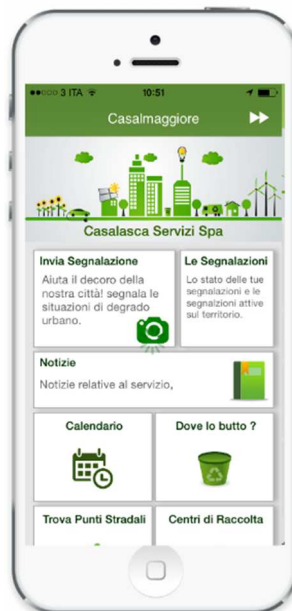 3 ITA 10:51
Casalmaggiore
Casalasca Servizi Spa
Invia Segnalazione
Aiuta il decoro della
nostra città! segnala le
situazioni di degrado
urbano.
Le Segnalazioni
Lo stato delle tue
segnalazioni e le
segnalzioni attive
sul territorio.
Notizie
Notizie relative al servizio,
Calendario
Dove lo butto ?
Trova Punti Stradali
Centri di Raccolta